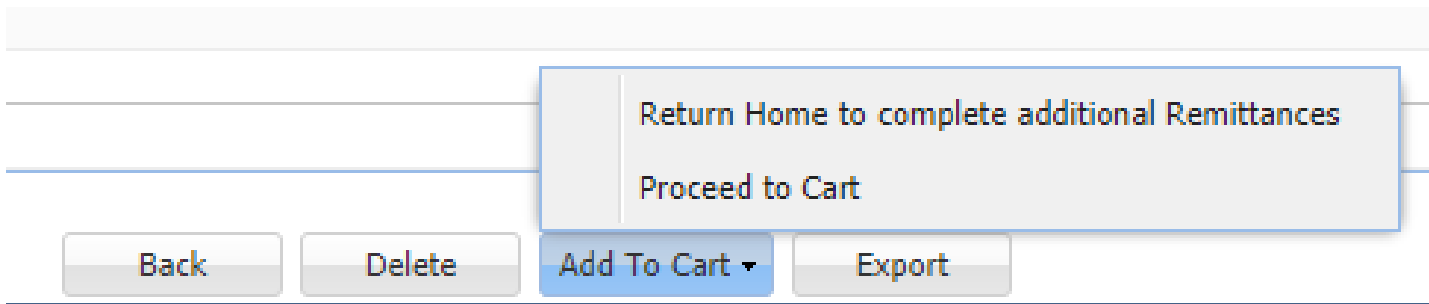 Return Home to complete additional Remittances
Proceed to Cart
Back Delete Add To Cart Export